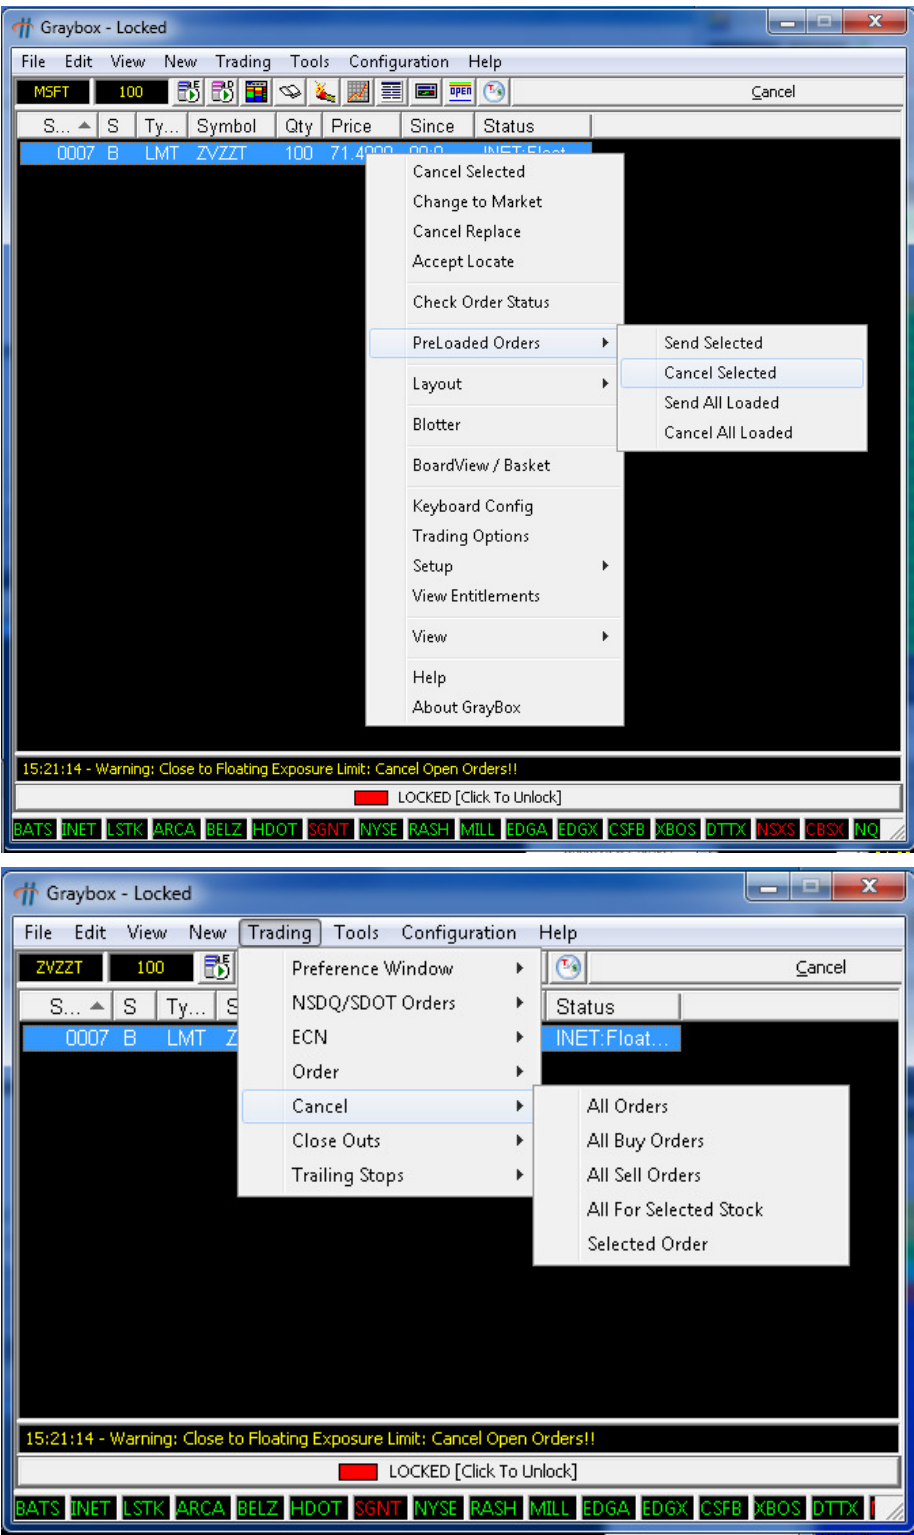 Graybox - Locked
File Edit View New Trading Tools Configuration Help
MSFT 100 OPEN Cancel
S... S Ty... Symbol Qty Price Since Status
0007 B LMT ZVZZT 100 71.4000 INET:Float...
Cancel Selected
Change to Market
Cancel Replace
Accept Locate
Check Order Status
PreLoaded Orders
Send Selected
Cancel Selected
Send All Loaded
Cancel All Loaded
Layout
Blotter
BoardView / Basket
Keyboard Config
Trading Options
Setup
View Entitlements
View
Help
About GrayBox
15:21:14 - Warning: Close to Floating Exposure Limit: Cancel Open Orders!!
LOCKED [Click To Unlock]
BATS INET LSTK ARCA BELZ HDOT SGNT NYSE RASH MILL EDGA EDGX CSFB XBOS DTTX NSXS CBSX NQ
Graybox - Locked
File Edit View New Trading Tools Configuration Help
ZVZZT 100 Cancel
S... S Ty... S Status
0007 B LMT Z INET:Float...
Preference Window
NSDQ/SDOT Orders
ECN
Order
Cancel
Close Outs
Trailing Stops
All Orders
All Buy Orders
All Sell Orders
All For Selected Stock
Selected Order
15:21:14 - Warning: Close to Floating Exposure Limit: Cancel Open Orders!!
LOCKED [Click To Unlock]
BATS INET LSTK ARCA BELZ HDOT SGNT NYSE RASH MILL EDGA EDGX CSFB XBOS DTTX